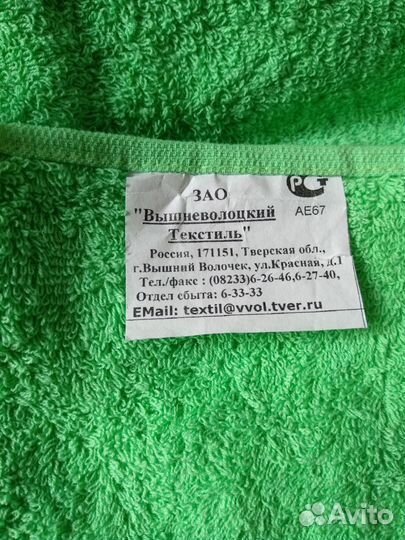 ЗАО
"Вышневолоцкий
Текстиль"
РСТ
АЕ67
Россия, 171151, Тверская обл.,
г.Вышний Волочек, ул.Красная, д.1
Тел./факс : (08233)6-26-46,6-27-40,
Отдел сбыта: 6-33-33
EMail: textil@vvol.tver.ru
Avito